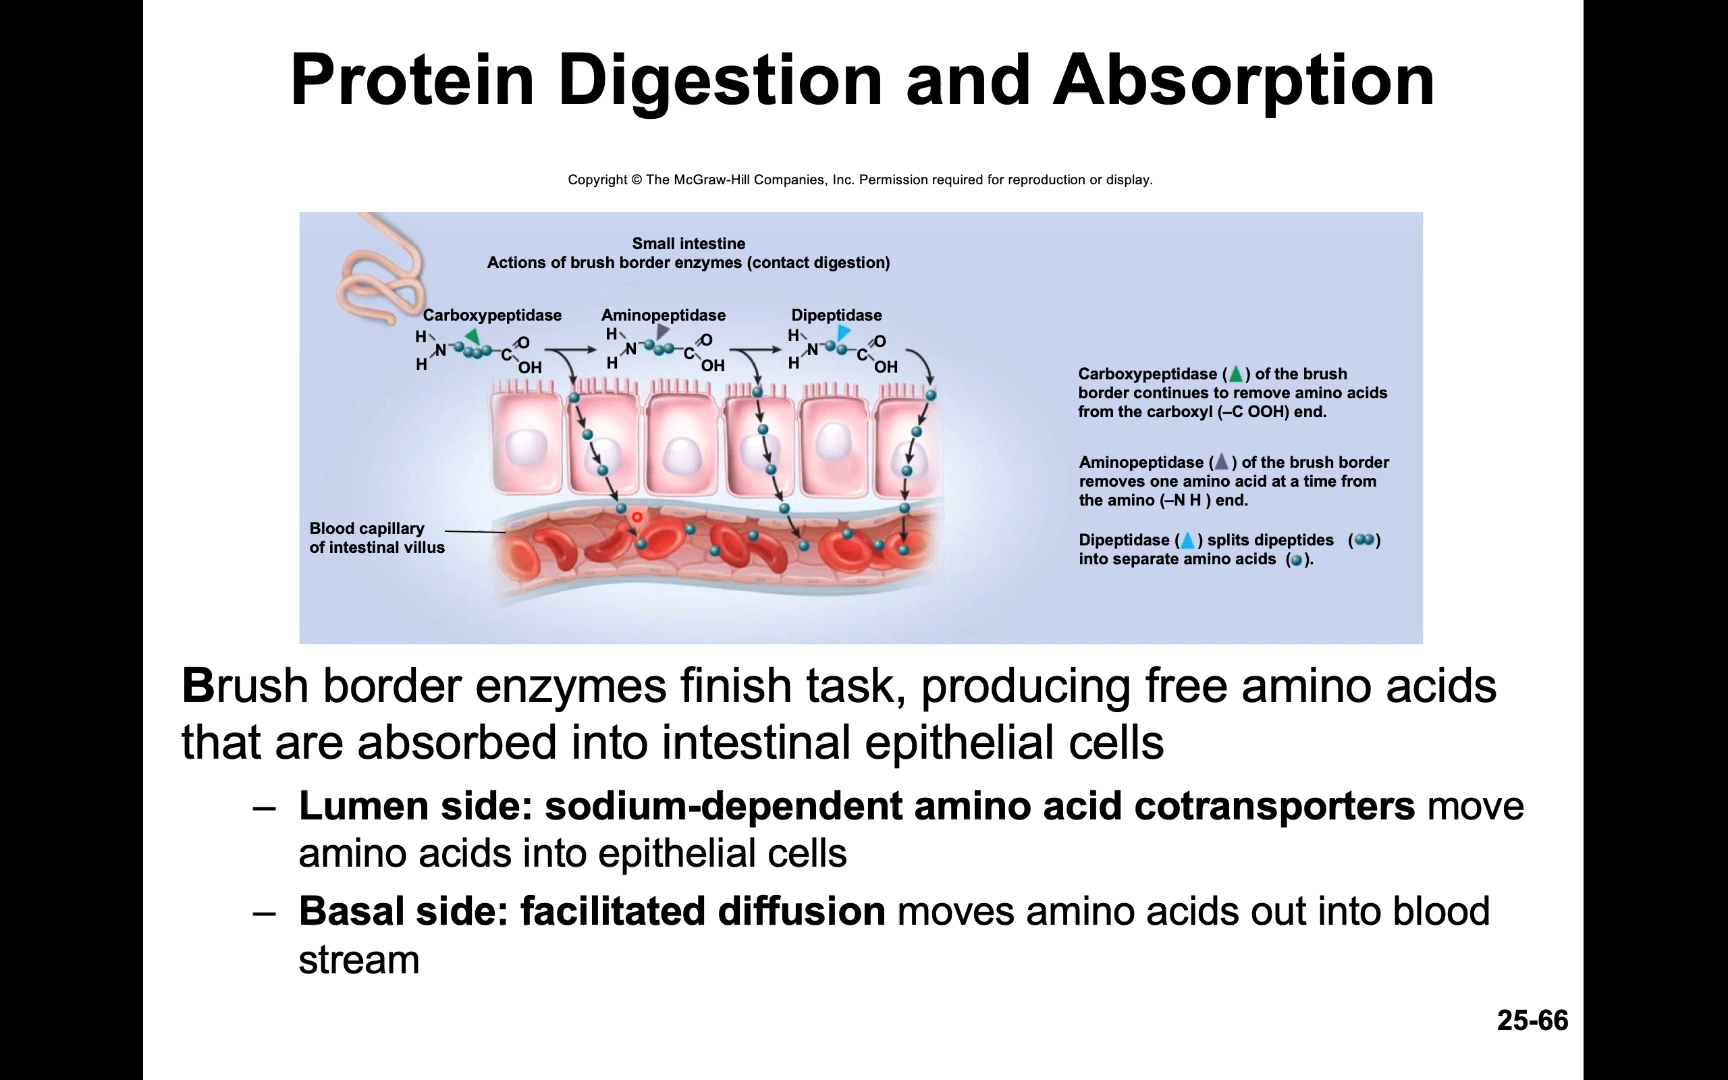 Protein Digestion and Absorption
Copyright © The McGraw-Hill Companies, Inc. Permission required for reproduction or display.
Small intestine
Actions of brush border enzymes (contact digestion)
Carboxypeptidase
Aminopeptidase
Dipeptidase
H
N
H
C
O
OH
H
N
H
C
O
OH
H
N
H
C
O
OH
Blood capillary
of intestinal villus
Carboxypeptidase ( ) of the brush
border continues to remove amino acids
from the carboxyl (–C OOH) end.
Aminopeptidase ( ) of the brush border
removes one amino acid at a time from
the amino (–N H ) end.
Dipeptidase ( ) splits dipeptides ( )
into separate amino acids ( ).
Brush border enzymes finish task, producing free amino acids
that are absorbed into intestinal epithelial cells
– Lumen side: sodium-dependent amino acid cotransporters move
amino acids into epithelial cells
– Basal side: facilitated diffusion moves amino acids out into blood
stream
25-66